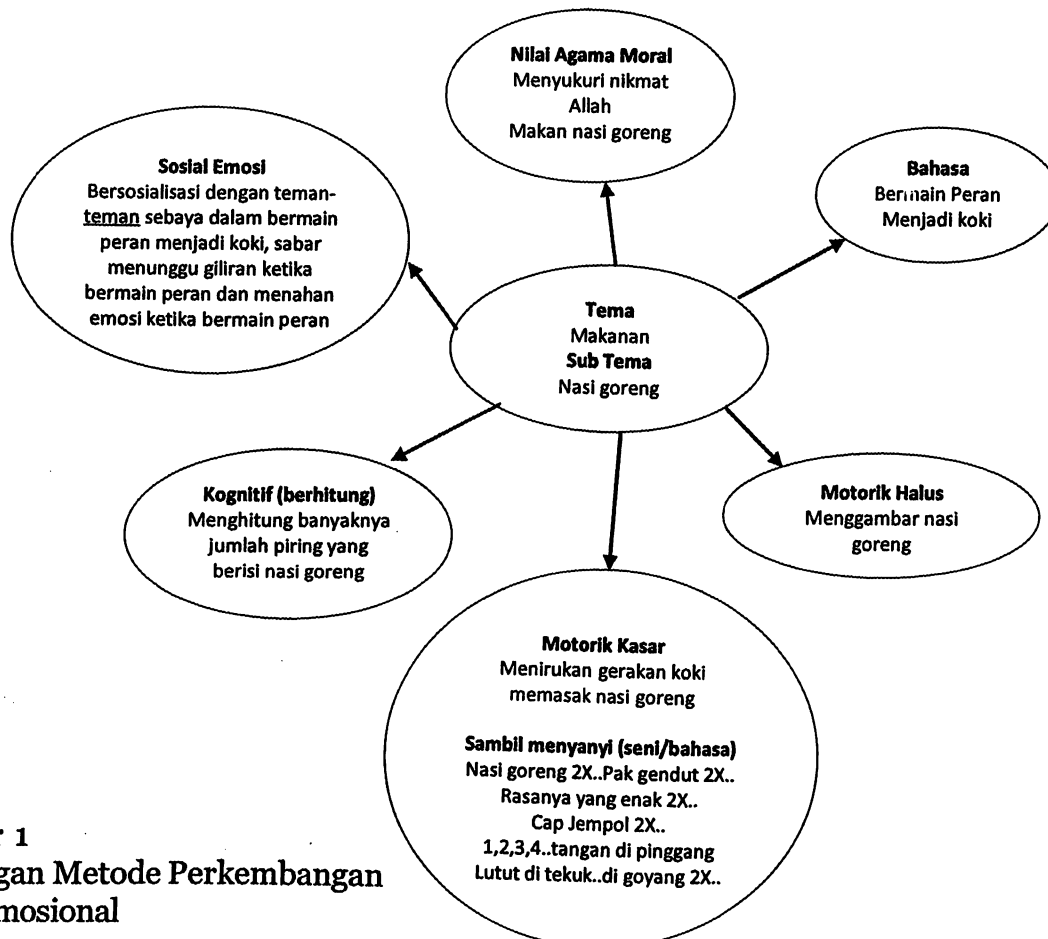 Nilai Agama Moral
Menyukuri nikmat
Allah
Makan nasi goreng
Sosial Emosi
Bersosialisasi dengan teman-
teman sebaya dalam bermain
peran menjadi koki, sabar
menunggu giliran ketika
bermain peran dan menahan
emosi ketika bermain peran
Bahasa
Bermain Peran
Menjadi koki
Tema
Makanan
Sub Tema
Nasi goreng
Kognitif (berhitung)
Menghitung banyaknya
jumlah piring yang
berisi nasi goreng
Motorik Halus
Menggambar nasi
goreng
Motorik Kasar
Menirukan gerakan koki
memasak nasi goreng
Sambil menyanyi (seni/bahasa)
Nasi goreng 2X..Pak gendut 2X..
Rasanya yang enak 2X..
Cap Jempol 2X..
1,2,3,4..tangan di pinggang
Lutut di tekuk..di goyang 2X..
r 1
gan Metode Perkembangan
mosional